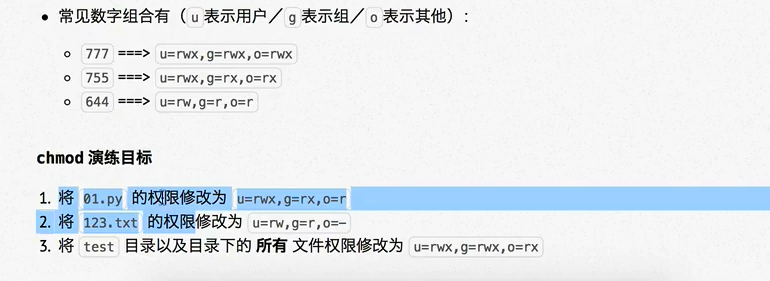 • 常见数字组合有（u表示用户／g表示组／o表示其他）：
○ 777 ===> u=rwx,g=rwx,o=rwx
○ 755 ===> u=rwx,g=rx,o=rx
○ 644 ===> u=rw,g=r,o=r
chmod 演练目标
1. 将 01.py 的权限修改为 u=rwx,g=rx,o=r
2. 将 123.txt 的权限修改为 u=rw,g=r,o=-
3. 将 test 目录以及目录下的 所有 文件权限修改为 u=rwx,g=rwx,o=rx